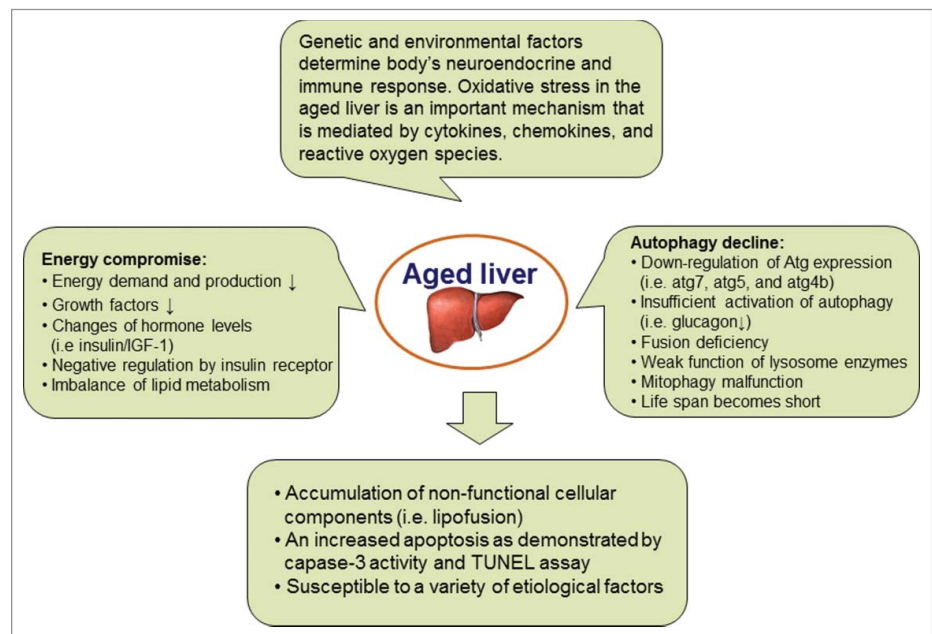 Genetic and environmental factors
determine body's neuroendocrine and
immune response. Oxidative stress in the
aged liver is an important mechanism that
is mediated by cytokines, chemokines, and
reactive oxygen species.
Energy compromise:
• Energy demand and production ↓
• Growth factors ↓
• Changes of hormone levels
(i.e insulin/IGF-1)
• Negative regulation by insulin receptor
• Imbalance of lipid metabolism
Aged liver
Autophagy decline:
• Down-regulation of Atg expression
(i.e. atg7, atg5, and atg4b)
• Insufficient activation of autophagy
(i.e. glucagon↓)
• Fusion deficiency
• Weak function of lysosome enzymes
• Mitophagy malfunction
• Life span becomes short
• Accumulation of non-functional cellular
components (i.e. lipofusion)
• An increased apoptosis as demonstrated by
capase-3 activity and TUNEL assay
• Susceptible to a variety of etiological factors